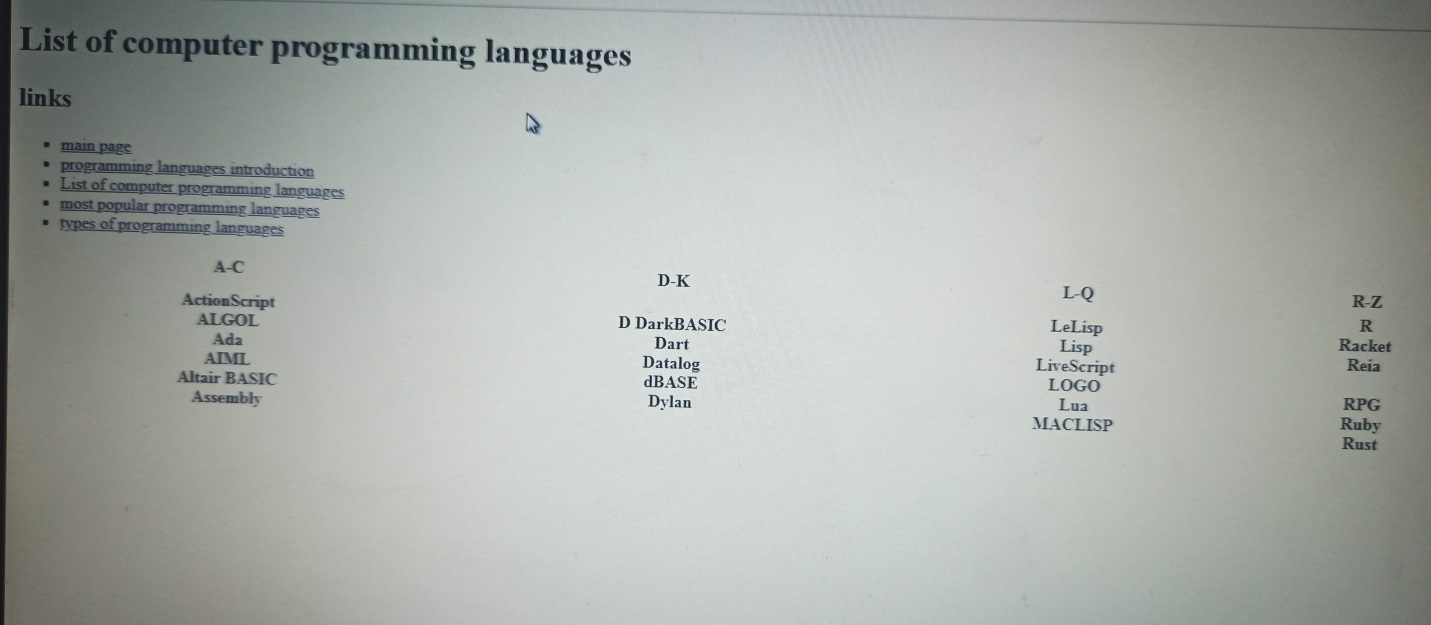 List of computer programming languages
links
main page
programming languages introduction
List of computer programming languages
most popular programming languages
types of programming languages
A-C
ActionScript
ALGOL
Ada
AIML
Altair BASIC
Assembly
D-K
D DarkBASIC
Dart
Datalog
dBASE
Dylan
L-Q
LeLisp
Lisp
LiveScript
LOGO
Lua
MACLISP
R-Z
R
Racket
Reia
RPG
Ruby
Rust